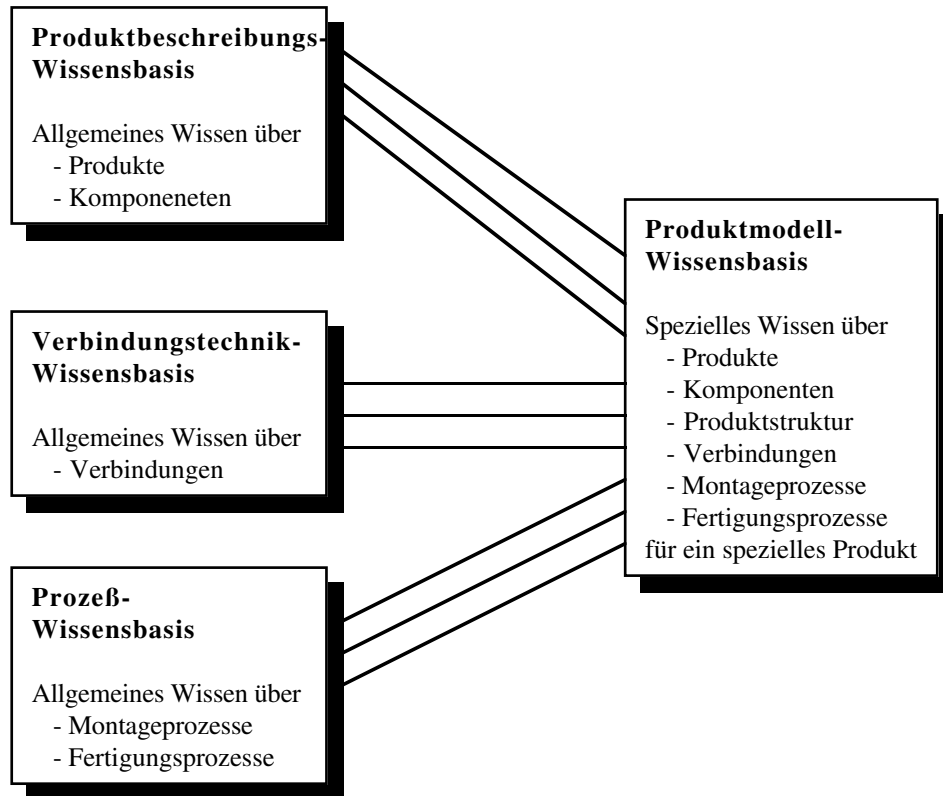 Produktbeschreibungs-
Wissensbasis
Allgemeines Wissen über
- Produkte
- Komponeneten
Verbindungstechnik-
Wissensbasis
Allgemeines Wissen über
- Verbindungen
Prozeß-
Wissensbasis
Allgemeines Wissen über
- Montageprozesse
- Fertigungsprozesse
Produktmodell-
Wissensbasis
Spezielles Wissen über
- Produkte
- Komponenten
- Produktstruktur
- Verbindungen
- Montageprozesse
- Fertigungsprozesse
für ein spezielles Produkt